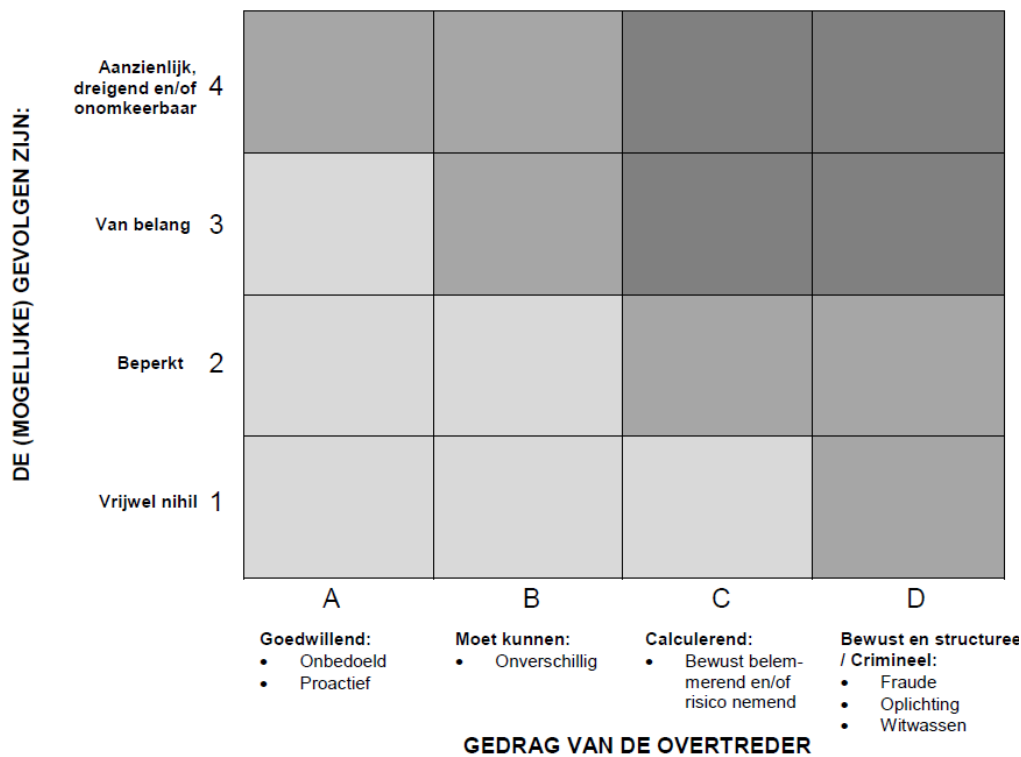 DE (MOGELIJKE) GEVOLGEN ZIJN:
Aanzienlijk,
dreigend en/of 4
onomkeerbaar
Van belang 3
Beperkt 2
Vrijwel nihil 1
A B C D
Goedwillend:
• Onbedoeld
• Proactief
Moet kunnen:
• Onverschillig
Calculerend:
• Bewust belem-
merend en/of
risico nemend
Bewust en structuree
/ Crimineel:
• Fraude
• Oplichting
• Witwassen
GEDRAG VAN DE OVERTREDER